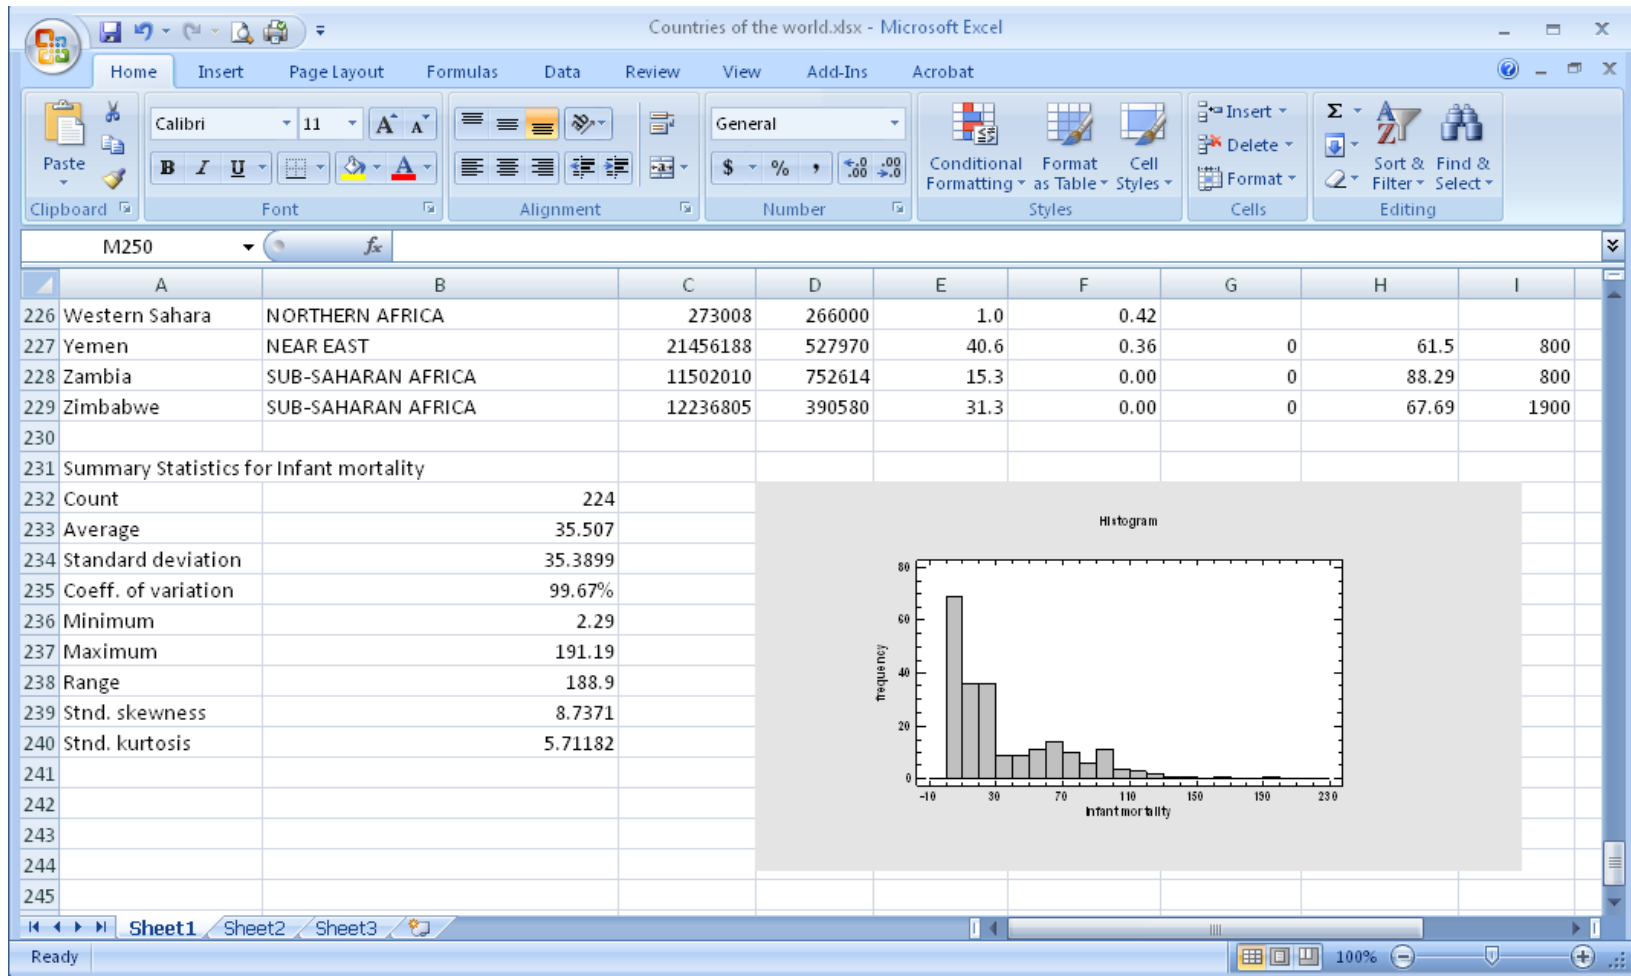 Countries of the world.xlsx - Microsoft Excel
Home Insert Page Layout Formulas Data Review View Add-Ins Acrobat
Calibri 11 General
Paste
B I U $ % ,
Conditional Formatting Format as Table Cell Styles
Insert
Delete
Format
Sort & Filter Find & Select
Clipboard Font Alignment Number Styles Cells Editing
M250 fx
A B C D E F G H I
226 Western Sahara NORTHERN AFRICA 273008 266000 1.0 0.42
227 Yemen NEAR EAST 21456188 527970 40.6 0.36 0 61.5 800
228 Zambia SUB-SAHARAN AFRICA 11502010 752614 15.3 0.00 0 88.29 800
229 Zimbabwe SUB-SAHARAN AFRICA 12236805 390580 31.3 0.00 0 67.69 1900
230
231 Summary Statistics for Infant mortality
232 Count 224
233 Average 35.507
234 Standard deviation 35.3899
235 Coeff. of variation 99.67%
236 Minimum 2.29
237 Maximum 191.19
238 Range 188.9
239 Stnd. skewness 8.7371
240 Stnd. kurtosis 5.71182
241
242
243
244
245
Histogram
80
60
40
20
0
frequency
-10 30 70 110 150 190 230
Infant mortality
Sheet1 Sheet2 Sheet3
Ready 100%